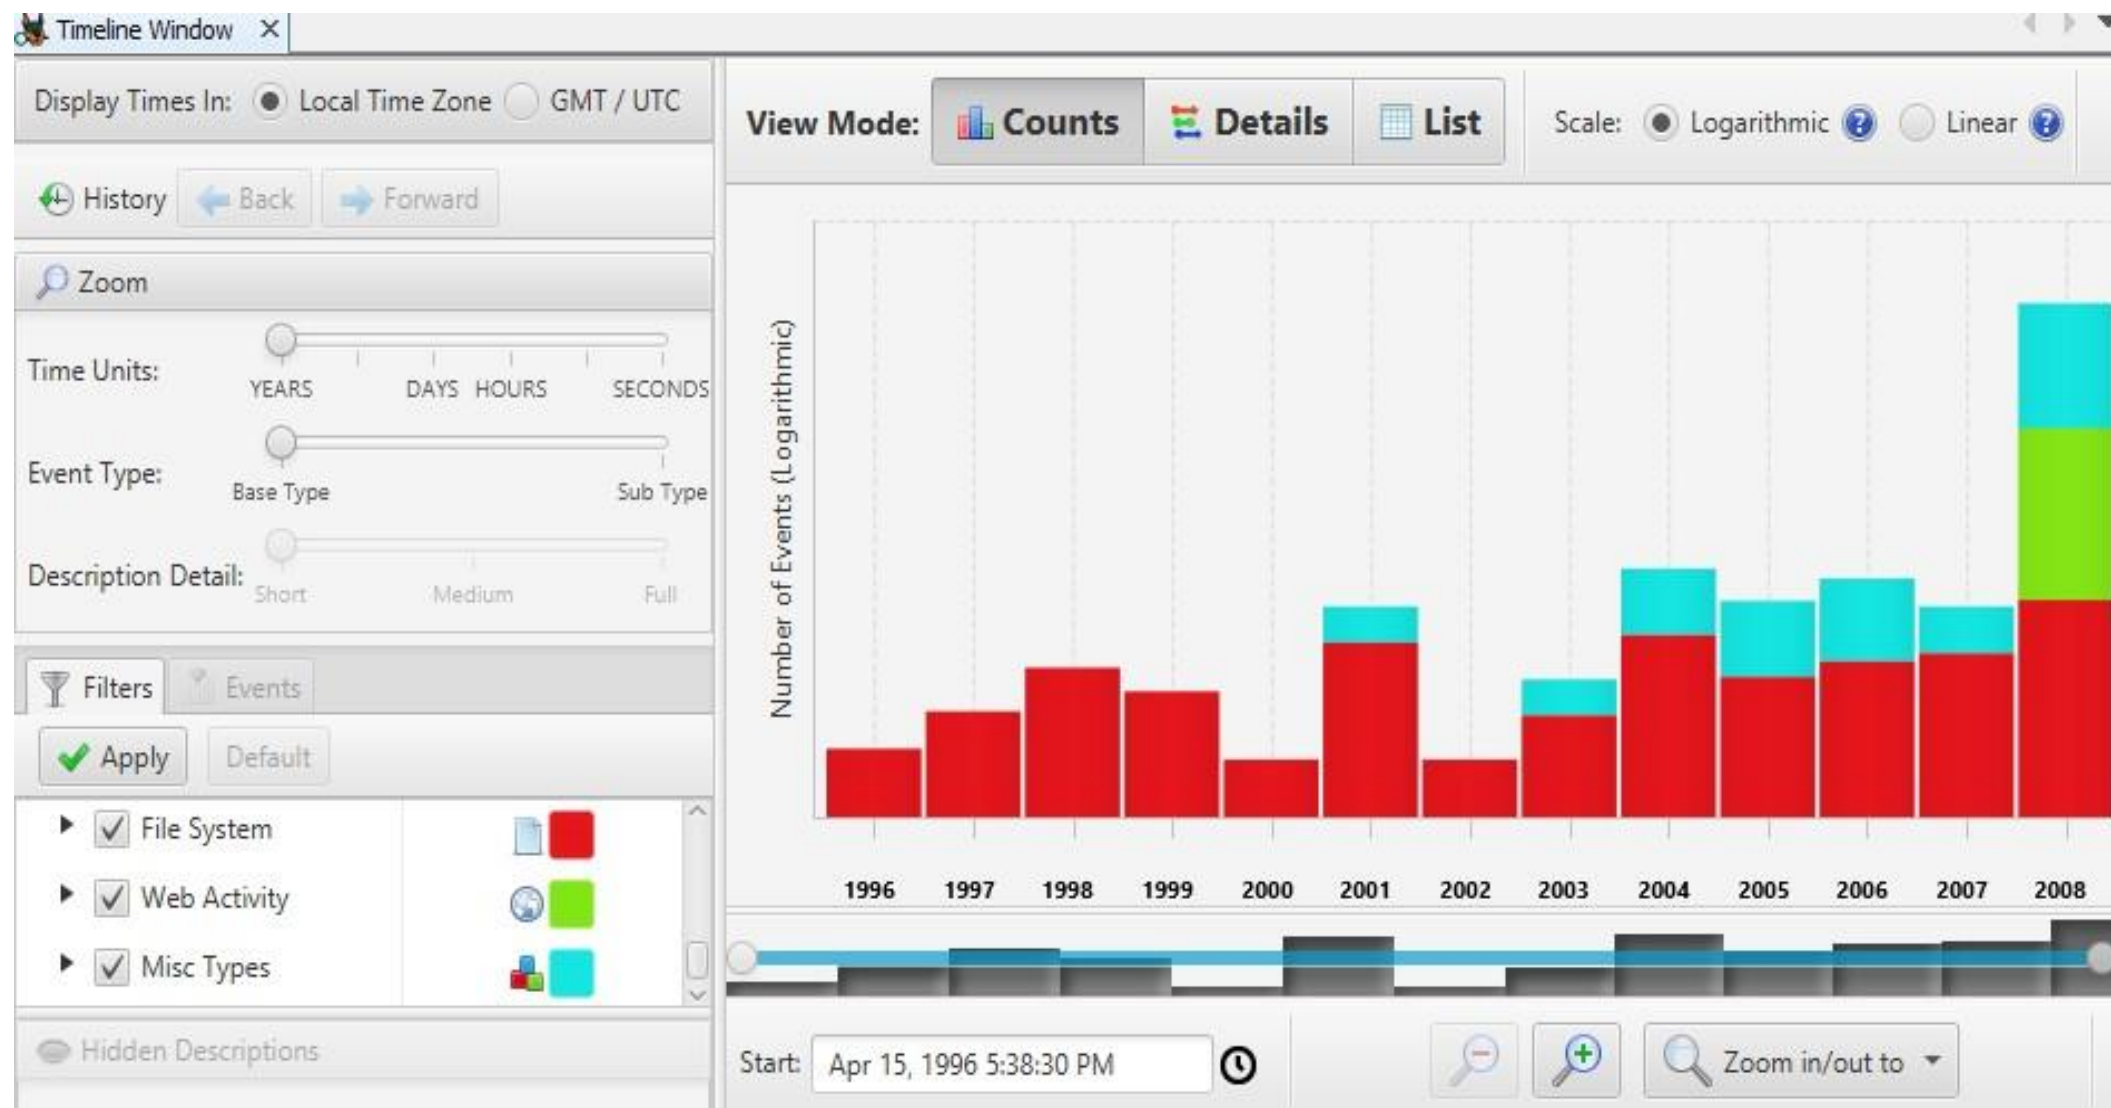 Timeline Window
Display Times In: Local Time Zone GMT / UTC
History Back Forward
Zoom
Time Units:
YEARS DAYS HOURS SECONDS
Event Type:
Base Type Sub Type
Description Detail:
Short Medium Full
Filters Events
Apply Default
File System
Web Activity
Misc Types
Hidden Descriptions
View Mode: Counts Details List Scale: Logarithmic ? Linear ?
Number of Events (Logarithmic)
1996 1997 1998 1999 2000 2001 2002 2003 2004 2005 2006 2007 2008
Start: Apr 15, 1996 5:38:30 PM Zoom in/out to